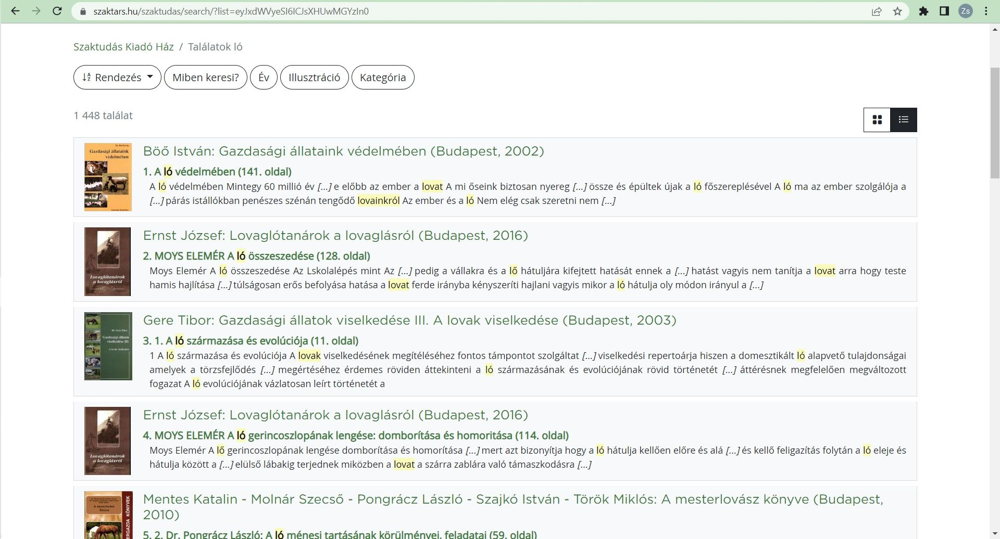 szaktars.hu/szaktudas/search/?list=eyJxdWVyeSI6ICJsXHUwMGYzIn0
Zs
Szaktudás Kiadó Ház / Találatok ló
Rendezés Miben keresi? Év Illusztráció Kategória
1 448 találat
Gazdasági állataink
védelmében
Böő István: Gazdasági állataink védelmében (Budapest, 2002)
1. A ló védelmében (141. oldal)
A ló védelmében Mintegy 60 millió év [...] e előbb az ember a lovat A mi őseink biztosan nyereg [...] össze és épültek újak a ló főszereplésével A ló ma az ember szolgálója a
[...] párás istállókban penészes szénán tengődő lovainkról Az ember és a ló Nem elég csak szeretni nem [...]
Lovaglótanárok
a lovaglásról
Ernst József: Lovaglótanárok a lovaglásról (Budapest, 2016)
2. MOYS ELEMÉR A ló összeszedése (128. oldal)
Moys Elemér A ló összeszedése Az Lskolalépés mint Az [...] pedig a vállakra és a lő hátuljára kifejtett hatását ennek a [...] hatást vagyis nem tanítja a lovat arra hogy teste
hamis hajlítása [...] túlságosan erős befolyása hatása a lovat ferde irányba kényszeríti hajlani vagyis mikor a ló hátulja oly módon irányul a [...]
Dr. Gere Tibor
Gazdasági állatok
viselkedése III.
A lovak viselkedése
Gere Tibor: Gazdasági állatok viselkedése III. A lovak viselkedése (Budapest, 2003)
3. 1. A ló származása és evolúciója (11. oldal)
1 A ló származása és evolúciója A lovak viselkedésének megítéléséhez fontos támpontot szolgáltat [...] viselkedési repertoárja hiszen a domesztikált ló alapvető tulajdonságai
amelyek a törzsfejlődés [...] megértéséhez érdemes röviden áttekinteni a ló származásának és evolúciójának rövid történetét [...] áttérésnek megfelelően megváltozott
fogazat A ló evolúciójának vázlatosan leírt történetét a
Lovaglótanárok
a lovaglásról
Ernst József: Lovaglótanárok a lovaglásról (Budapest, 2016)
4. MOYS ELEMÉR A ló gerincoszlopának lengése: domborítása és homoritása (114. oldal)
Moys Elemér A lő gerincoszlopának lengése domborítása és homorítása [...] mert azt bizonyítja hogy a ló hátulja kellően előre és alá [...] és kellő feligazítás folytán a ló eleje és
hátulja között a [...] elülső lábakig terjednek miközben a lovat a szárra zablára való támaszkodásra [...]
A mesterlovász
könyve
Mentes Katalin - Molnár Szecső - Pongrácz László - Szajkó István - Török Miklós: A mesterlovász könyve (Budapest,
2010)
5. 2. Dr. Pongrácz László: A ló ménesi tartásának körülményei, feladatai (59. oldal)